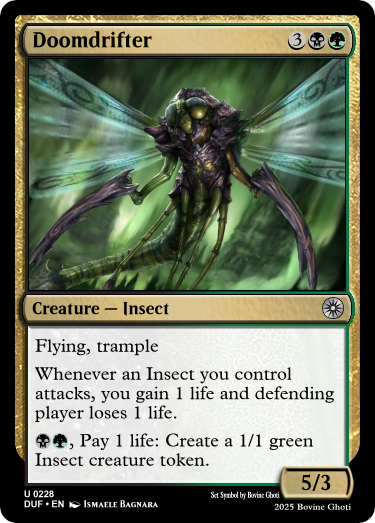 Doomdrifter 3
Creature — Insect
Flying, trample
Whenever an Insect you control
attacks, you gain 1 life and defending
player loses 1 life.
, Pay 1 life: Create a 1/1 green
Insect creature token.
5/3
U 0228
DUF • EN Ismaele Bagnara
Set Symbol by Bovine Ghoti
2025 Bovine Ghoti